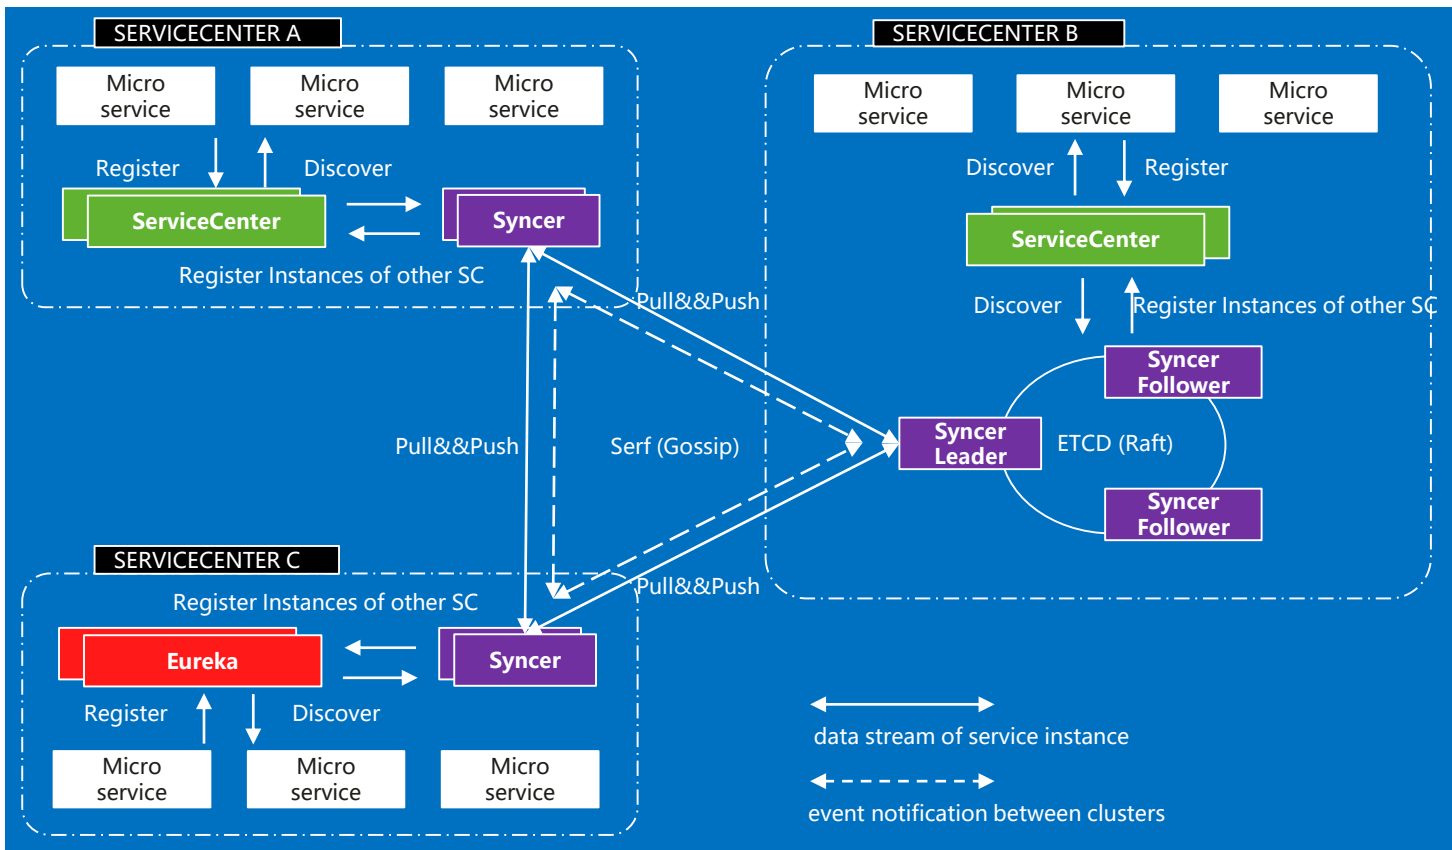 SERVICECENTER A
Micro
service
Micro
service
Micro
service
Register
Discover
ServiceCenter
Syncer
Register Instances of other SC
SERVICECENTER B
Micro
service
Micro
service
Micro
service
Discover
Register
ServiceCenter
Discover
Register Instances of other SC
Syncer
Follower
Syncer
Leader
ETCD (Raft)
Syncer
Follower
Pull&&Push
Pull&&Push
Serf (Gossip)
Pull&&Push
SERVICECENTER C
Register Instances of other SC
Eureka
Syncer
Register
Discover
Micro
service
Micro
service
Micro
service
data stream of service instance
event notification between clusters